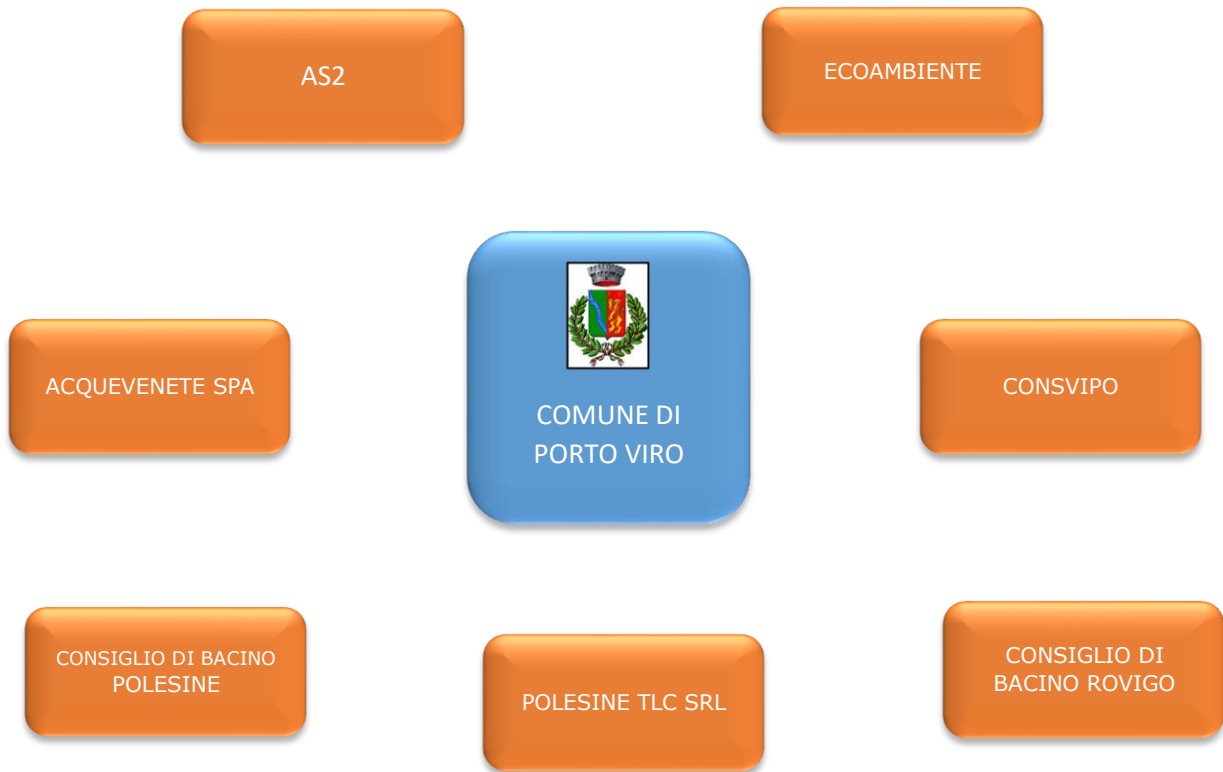 AS2
ECOAMBIENTE
ACQUEVENETE SPA
COMUNE DI
PORTO VIRO
CONSVIPO
CONSIGLIO DI BACINO
POLESINE
POLESINE TLC SRL
CONSIGLIO DI
BACINO ROVIGO